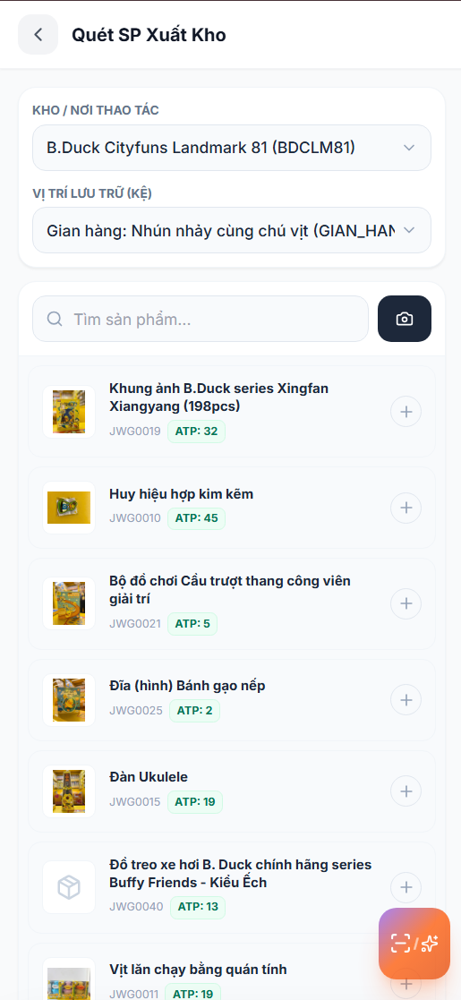 Quét SP Xuất Kho
KHO / NƠI THAO TÁC
B.Duck Cityfuns Landmark 81 (BDCLM81)
VỊ TRÍ LƯU TRỮ (KỆ)
Gian hàng: Nhún nhảy cùng chú vịt (GIAN_HAN
Tìm sản phẩm...
Khung ảnh B.Duck series Xingfan
Xiangyang (198pcs)
JWG0019 ATP: 32
Huy hiệu hợp kim kẽm
JWG0010 ATP: 45
Bộ đồ chơi Cầu trượt thang công viên
giải trí
JWG0021 ATP: 5
Đĩa (hình) Bánh gạo nếp
JWG0025 ATP: 2
Đàn Ukulele
JWG0015 ATP: 19
Đồ treo xe hơi B. Duck chính hãng series
Buffy Friends - Kiểu Ếch
JWG0040 ATP: 13
/
Vịt lăn chạy bằng quán tính
JWG0011 ATP: 19